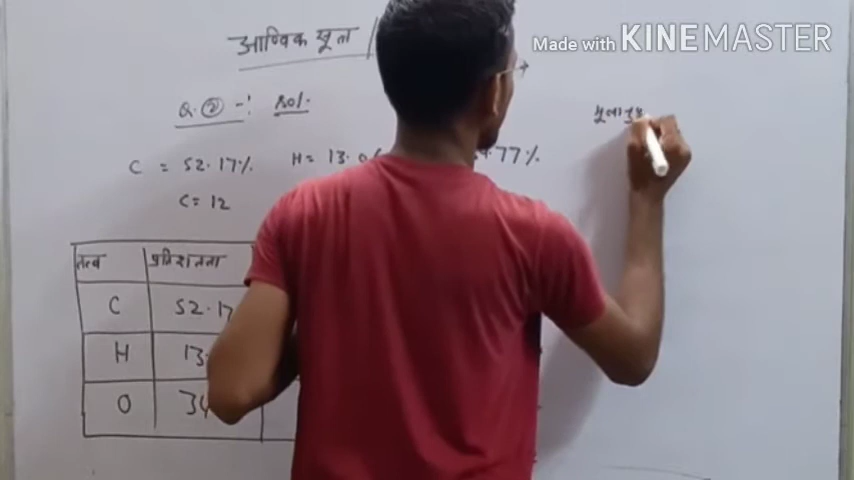 Made with KINEMASTER
आण्विक सूत्र
Q. ② -: sol.
मूलानु
C = 52.17% H = 13.0 .77%
C = 12
तत्व प्रतिशतता
C 52.17
H 13.
O 34